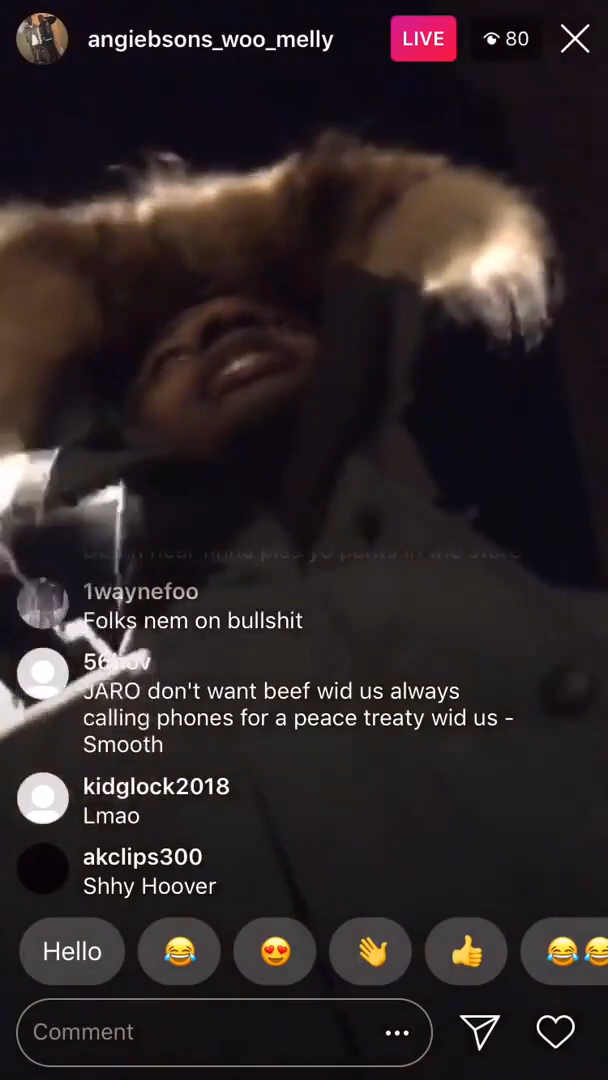 angiebsons_woo_melly
LIVE
80
1waynefoo
Folks nem on bullshit
JARO don't want beef wid us always
calling phones for a peace treaty wid us -
Smooth
kidglock2018
Lmao
akclips300
Shhy Hoover
Hello
Comment